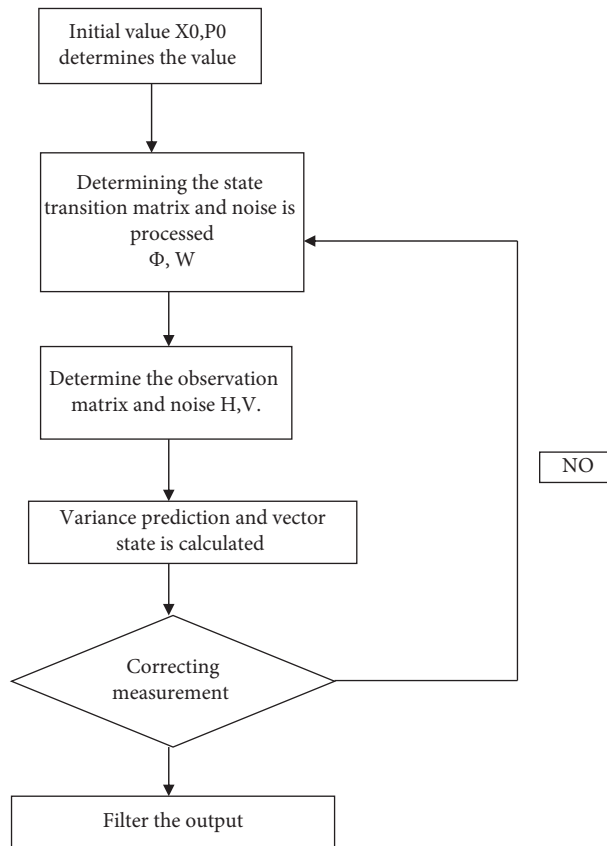 Initial value X0,P0
determines the value
Determining the state
transition matrix and noise is
processed
Φ, W
Determine the observation
matrix and noise H,V.
NO
Variance prediction and vector
state is calculated
Correcting
measurement
Filter the output